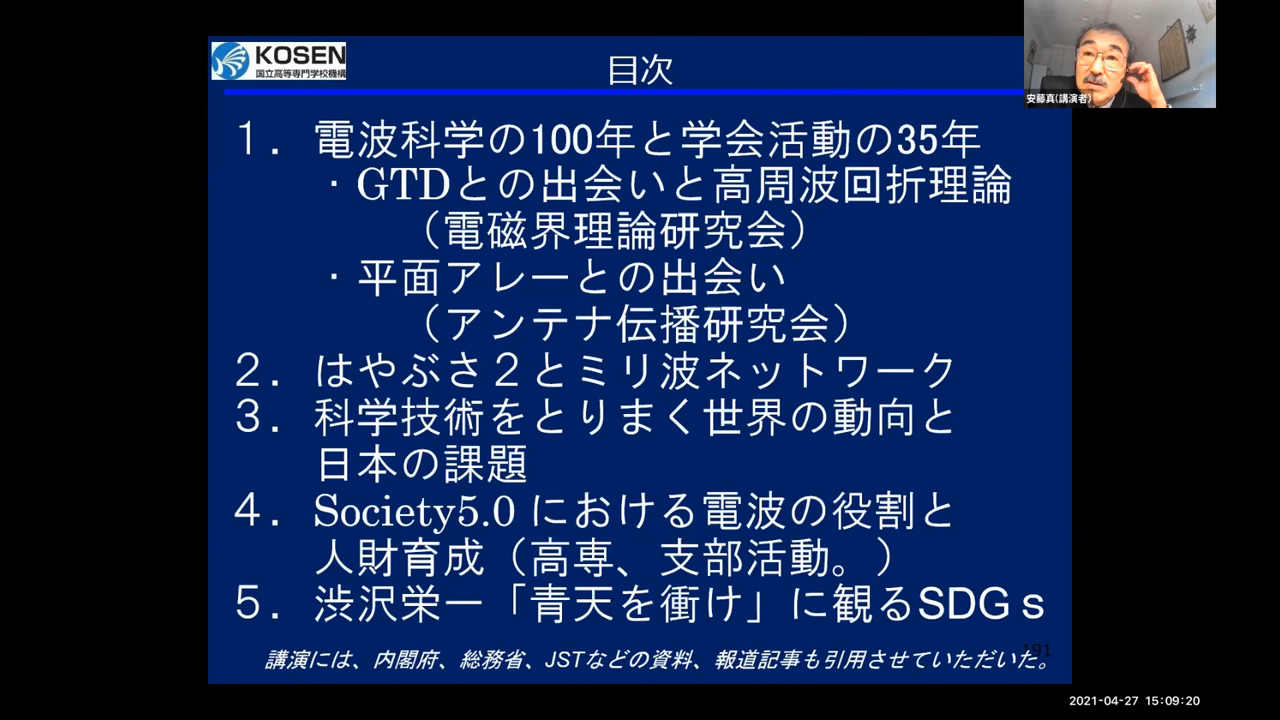 KOSEN
国立高等専門学校機構
目次
安藤真(講演者)
１．電波科学の100年と学会活動の35年
・GTDとの出会いと高周波回折理論
（電磁界理論研究会）
・平面アレーとの出会い
（アンテナ伝播研究会）
２．はやぶさ２とミリ波ネットワーク
３．科学技術をとりまく世界の動向と
日本の課題
４．Society5.0 における電波の役割と
人財育成（高専、支部活動。）
５．渋沢栄一「青天を衝け」に観るSDGｓ
講演には、内閣府、総務省、JSTなどの資料、報道記事も引用させていただいた。
2021-04-27 15:09:20